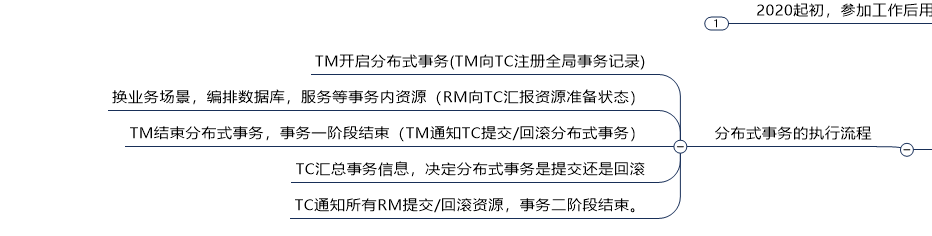 2020起初，参加工作后用
1
TM开启分布式事务(TM向TC注册全局事务记录)
换业务场景，编排数据库，服务等事务内资源（RM向TC汇报资源准备状态）
TM结束分布式事务，事务一阶段结束（TM通知TC提交/回滚分布式事务）
分布式事务的执行流程
TC汇总事务信息，决定分布式事务是提交还是回滚
TC通知所有RM提交/回滚资源，事务二阶段结束。